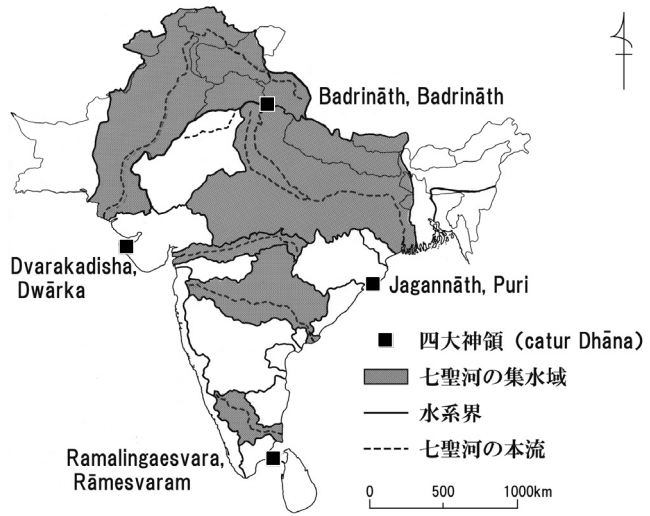 Badrināth, Badrināth
Dvarakadisha,
Dwārka
Jagannāth, Puri
四大神領（catur Dhāna）
七聖河の集水域
水系界
七聖河の本流
Ramalingaesvara,
Rāmesvaram
0 500 1000km